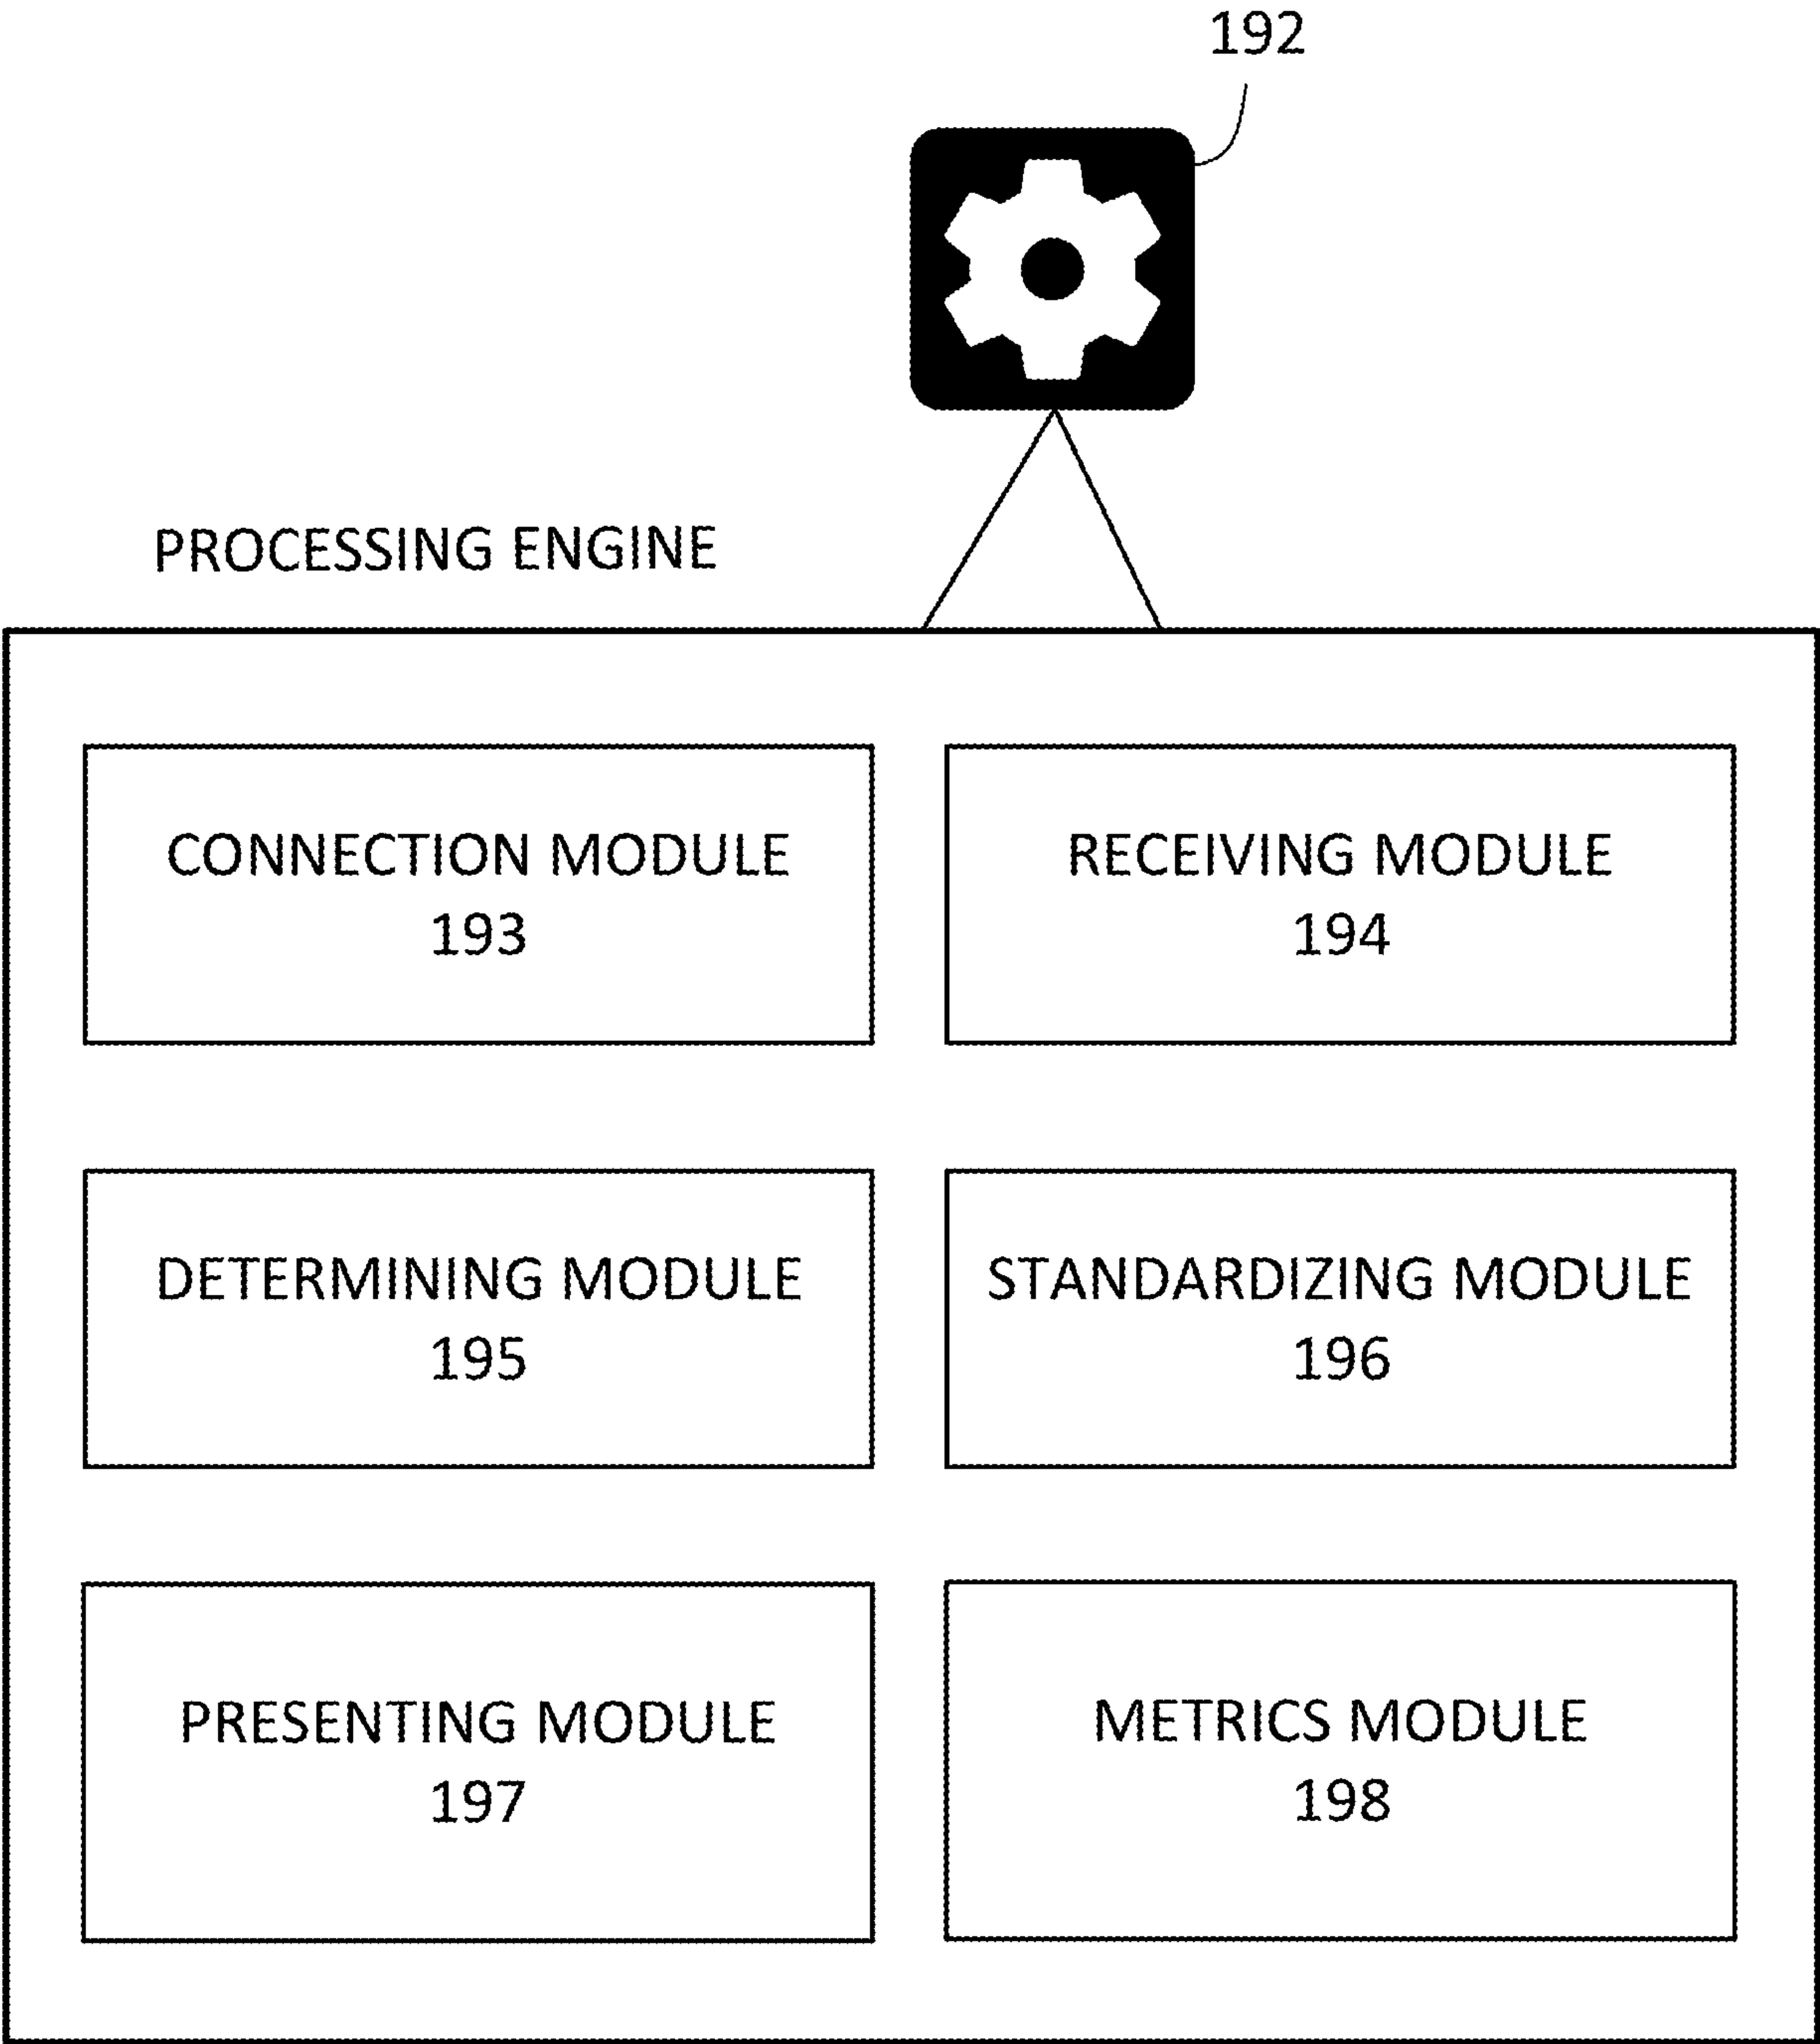 192
PROCESSING ENGINE
CONNECTION MODULE
193
RECEIVING MODULE
194
DETERMINING MODULE
195
STANDARDIZING MODULE
196
PRESENTING MODULE
197
METRICS MODULE
198